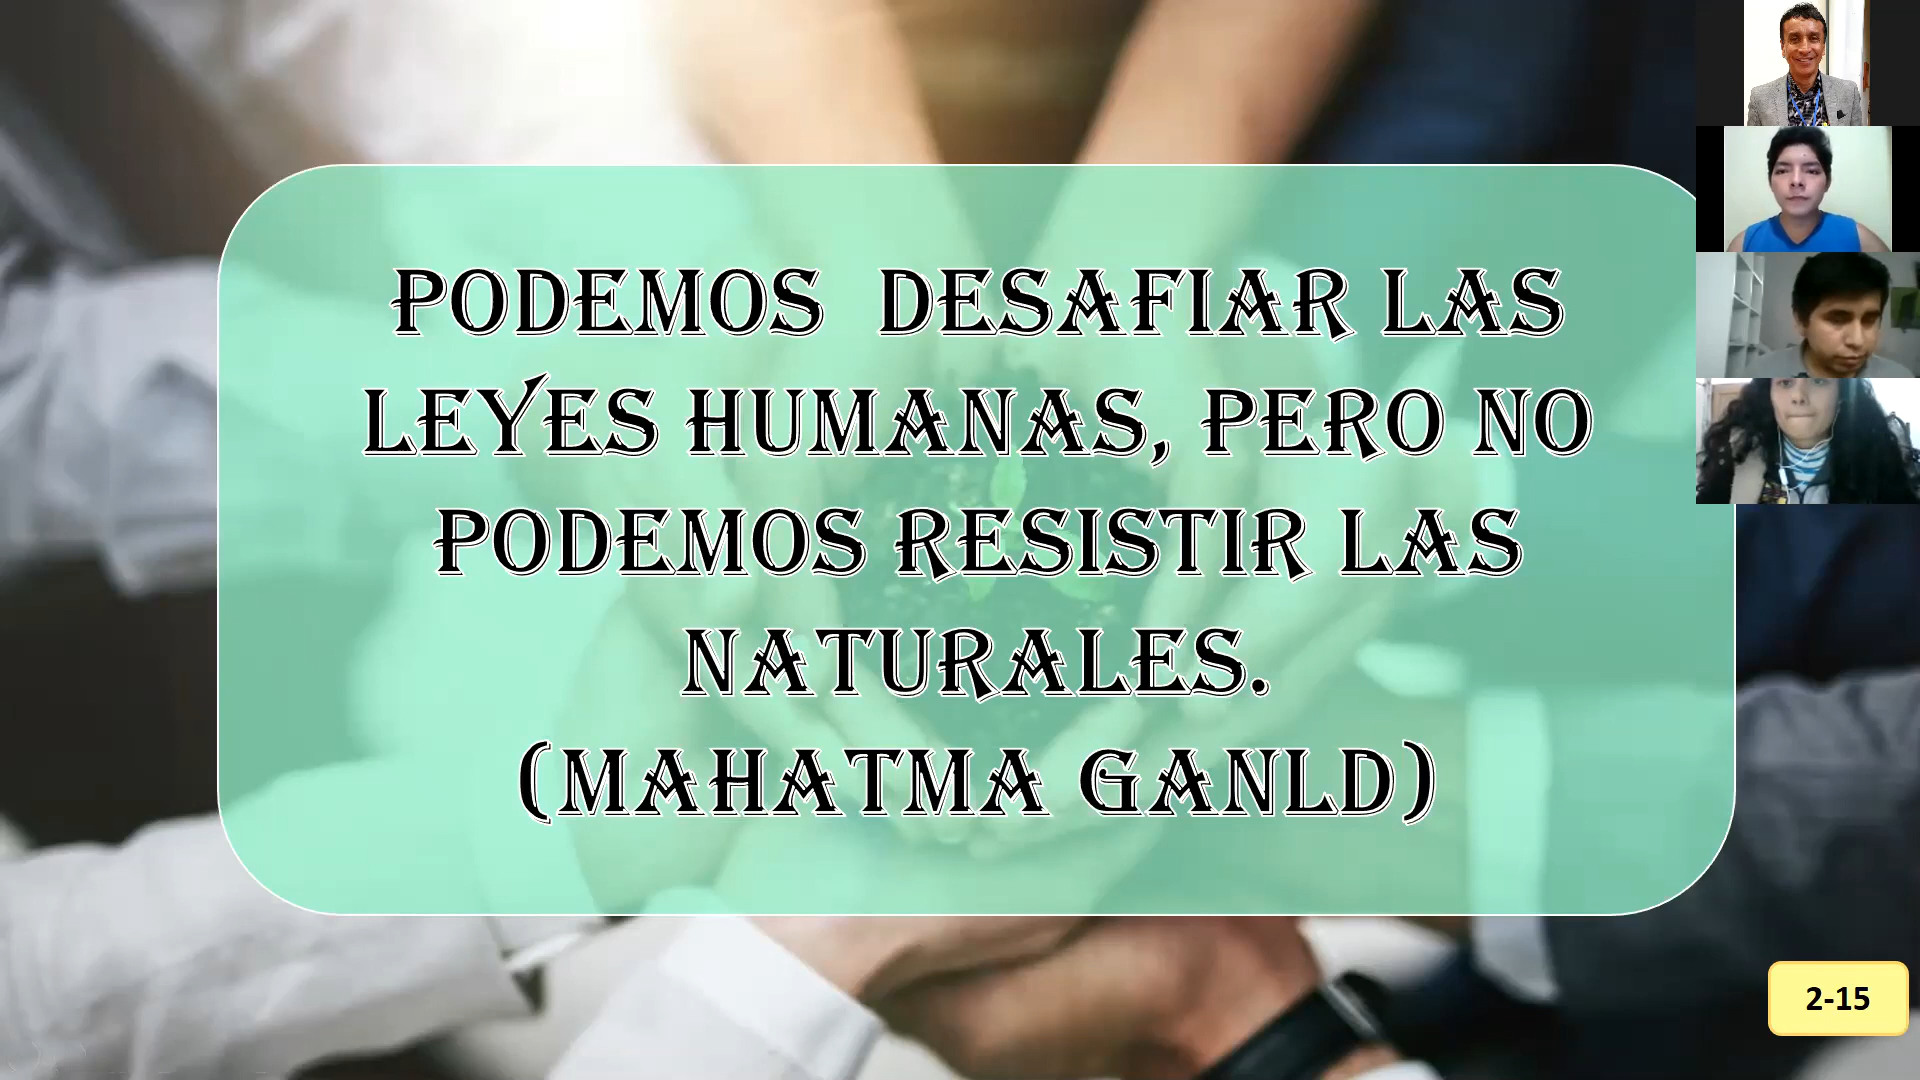 PODEMOS DESAFIAR LAS
LEYES HUMANAS, PERO NO
PODEMOS RESISTIR LAS
NATURALES.
(MAHATMA GANLD)
2-15